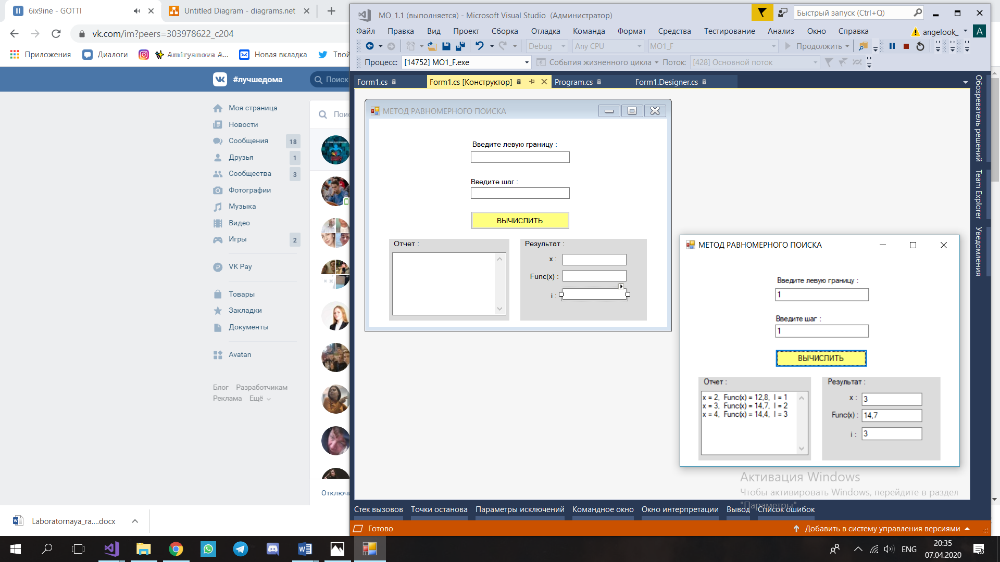 6ix9ine - GOTTI
Untitled Diagram - diagrams.net
vk.com/im?peers=303978622_c204
Приложения
Диалоги
Amiryanova A...
Новая вкладка
Твой
#лучшедома
Поиск
Моя страница
Новости
Сообщения 18
Друзья 1
Сообщества 3
Фотографии
Музыка
Видео
Игры 2
VK Pay
Товары
Закладки
Документы
Avatan
Блог Разработчикам
Реклама Ещё
Отключи
Laboratornaya_ra....docx
MO_1.1 (выполняется) - Microsoft Visual Studio (Администратор)
Быстрый запуск (Ctrl+Q)
Файл Правка Вид Проект Сборка Отладка Команда Формат Средства Тестирование Анализ Окно Справка
angelook_ A
Debug Any CPU MO1_F Продолжить
Процесс: [14752] MO1_F.exe События жизненного цикла Поток: [428] Основной поток
Form1.cs Form1.cs [Конструктор] Program.cs Form1.Designer.cs
Обозреватель решений
Team Explorer
Уведомления
МЕТОД РАВНОМЕРНОГО ПОИСКА
Введите левую границу :
Введите шаг :
ВЫЧИСЛИТЬ
Отчет :
Результат :
x :
Func(x) :
i :
МЕТОД РАВНОМЕРНОГО ПОИСКА
Введите левую границу :
1
Введите шаг :
1
ВЫЧИСЛИТЬ
Отчет :
x = 2, Func(x) = 12,8, I = 1
x = 3, Func(x) = 14,7, I = 2
x = 4, Func(x) = 14,4, I = 3
Результат :
x : 3
Func(x) : 14,7
i : 3
Активация Windows
Чтобы активировать Windows, перейдите в раздел
"Параметры"
Стек вызовов Точки останова Параметры исключений Командное окно Окно интерпретации Вывод Список ошибок
Готово
Добавить в систему управления версиями
ENG
20:35
07.04.2020